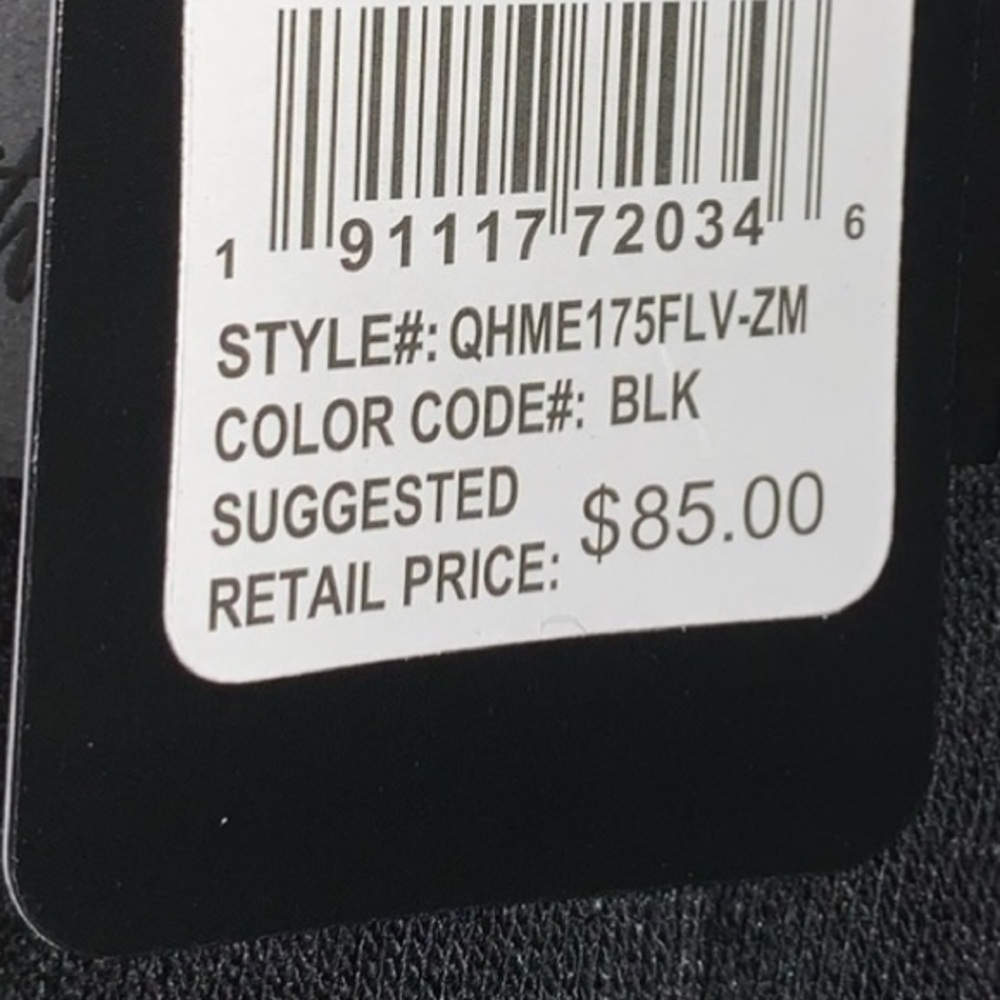 1 91117 72034 6
STYLE#: QHME175FLV-ZM
COLOR CODE#: BLK
SUGGESTED
RETAIL PRICE: $85.00